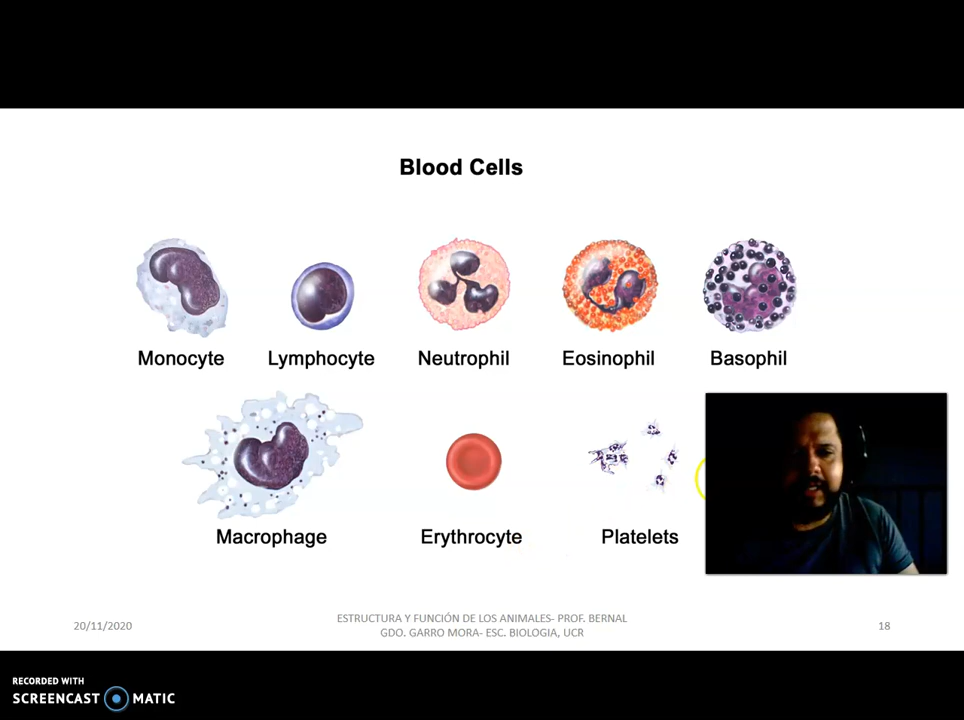 Blood Cells
Monocyte Lymphocyte Neutrophil Eosinophil Basophil
Macrophage Erythrocyte Platelets
20/11/2020
ESTRUCTURA Y FUNCIÓN DE LOS ANIMALES- PROF. BERNAL
GDO. GARRO MORA- ESC. BIOLOGIA, UCR
18
RECORDED WITH
SCREENCAST MATIC